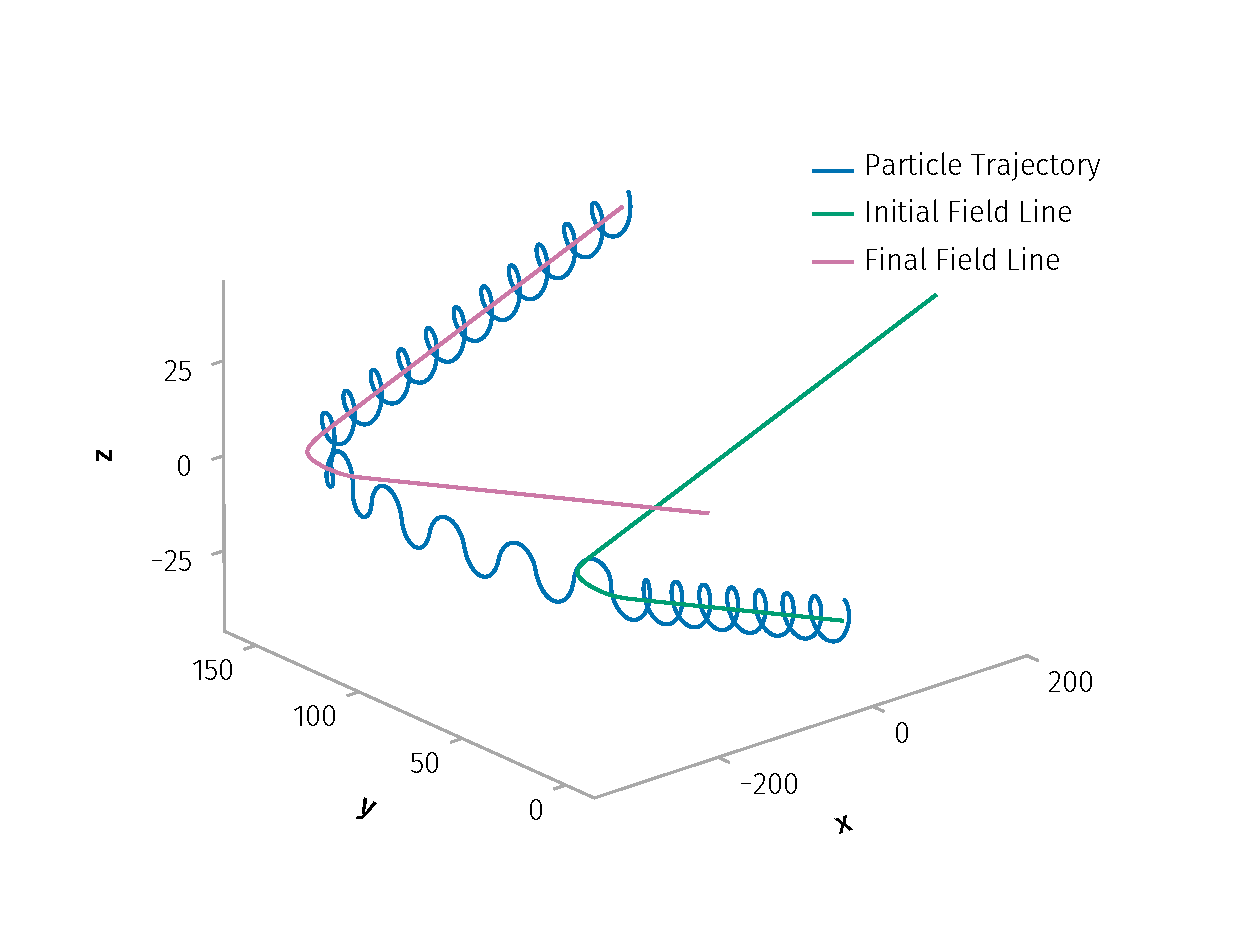 Particle Trajectory
Initial Field Line
Final Field Line
25
0
−25
z
150
100
50
0
y
−200
0
200
x